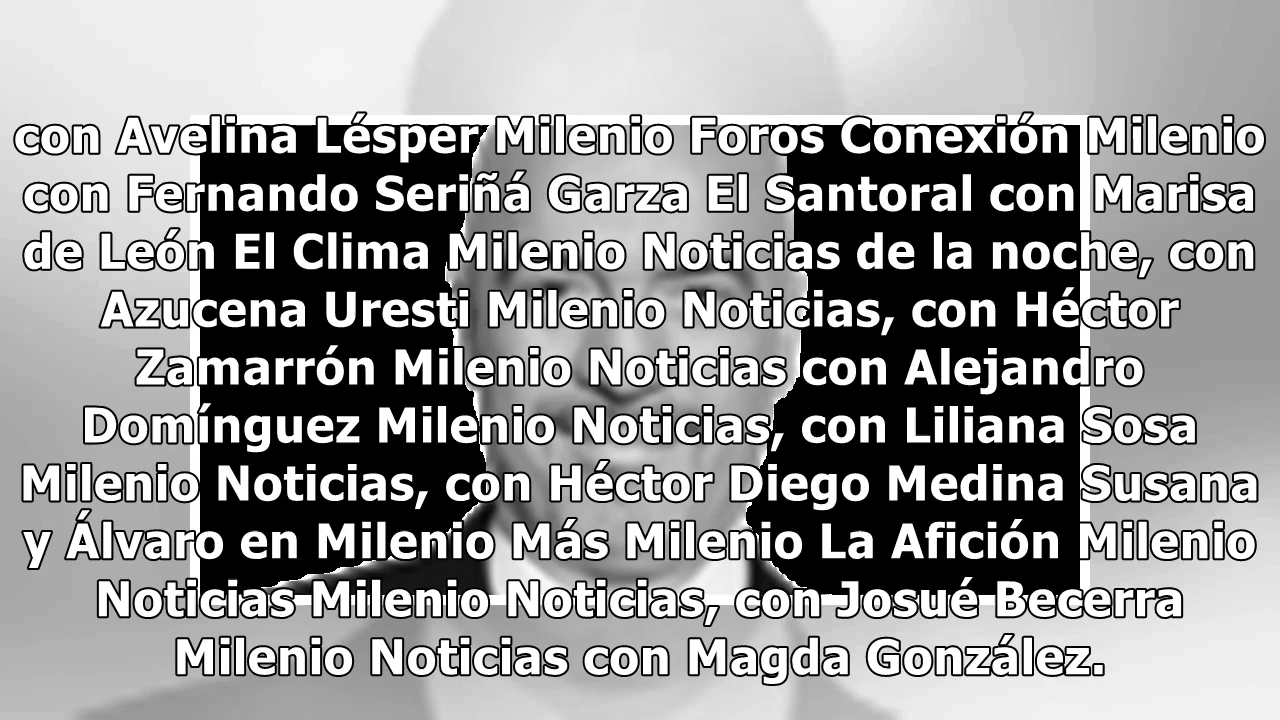 con Avelina Lésper Milenio Foros Conexión Milenio
con Fernando Seriñá Garza El Santoral con Marisa
de León El Clima Milenio Noticias de la noche, con
Azucena Uresti Milenio Noticias, con Héctor
Zamarrón Milenio Noticias con Alejandro
Domínguez Milenio Noticias, con Liliana Sosa
Milenio Noticias, con Héctor Diego Medina Susana
y Álvaro en Milenio Más Milenio La Afición Milenio
Noticias Milenio Noticias, con Josué Becerra
Milenio Noticias con Magda González.